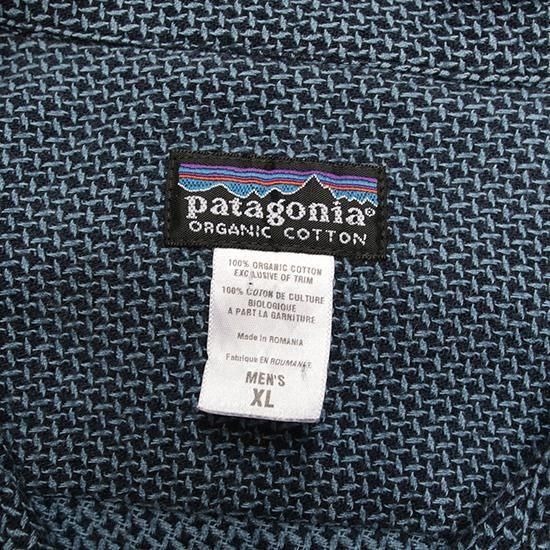 patagonia®
ORGANIC COTTON
100% ORGANIC COTTON
EXCLUSIVE OF TRIM
100% COTON DE CULTURE
BIOLOGIQUE
A PART LA GARNITURE
Made in ROMANIA
Fabrique EN ROUMANIE
MEN'S
XL